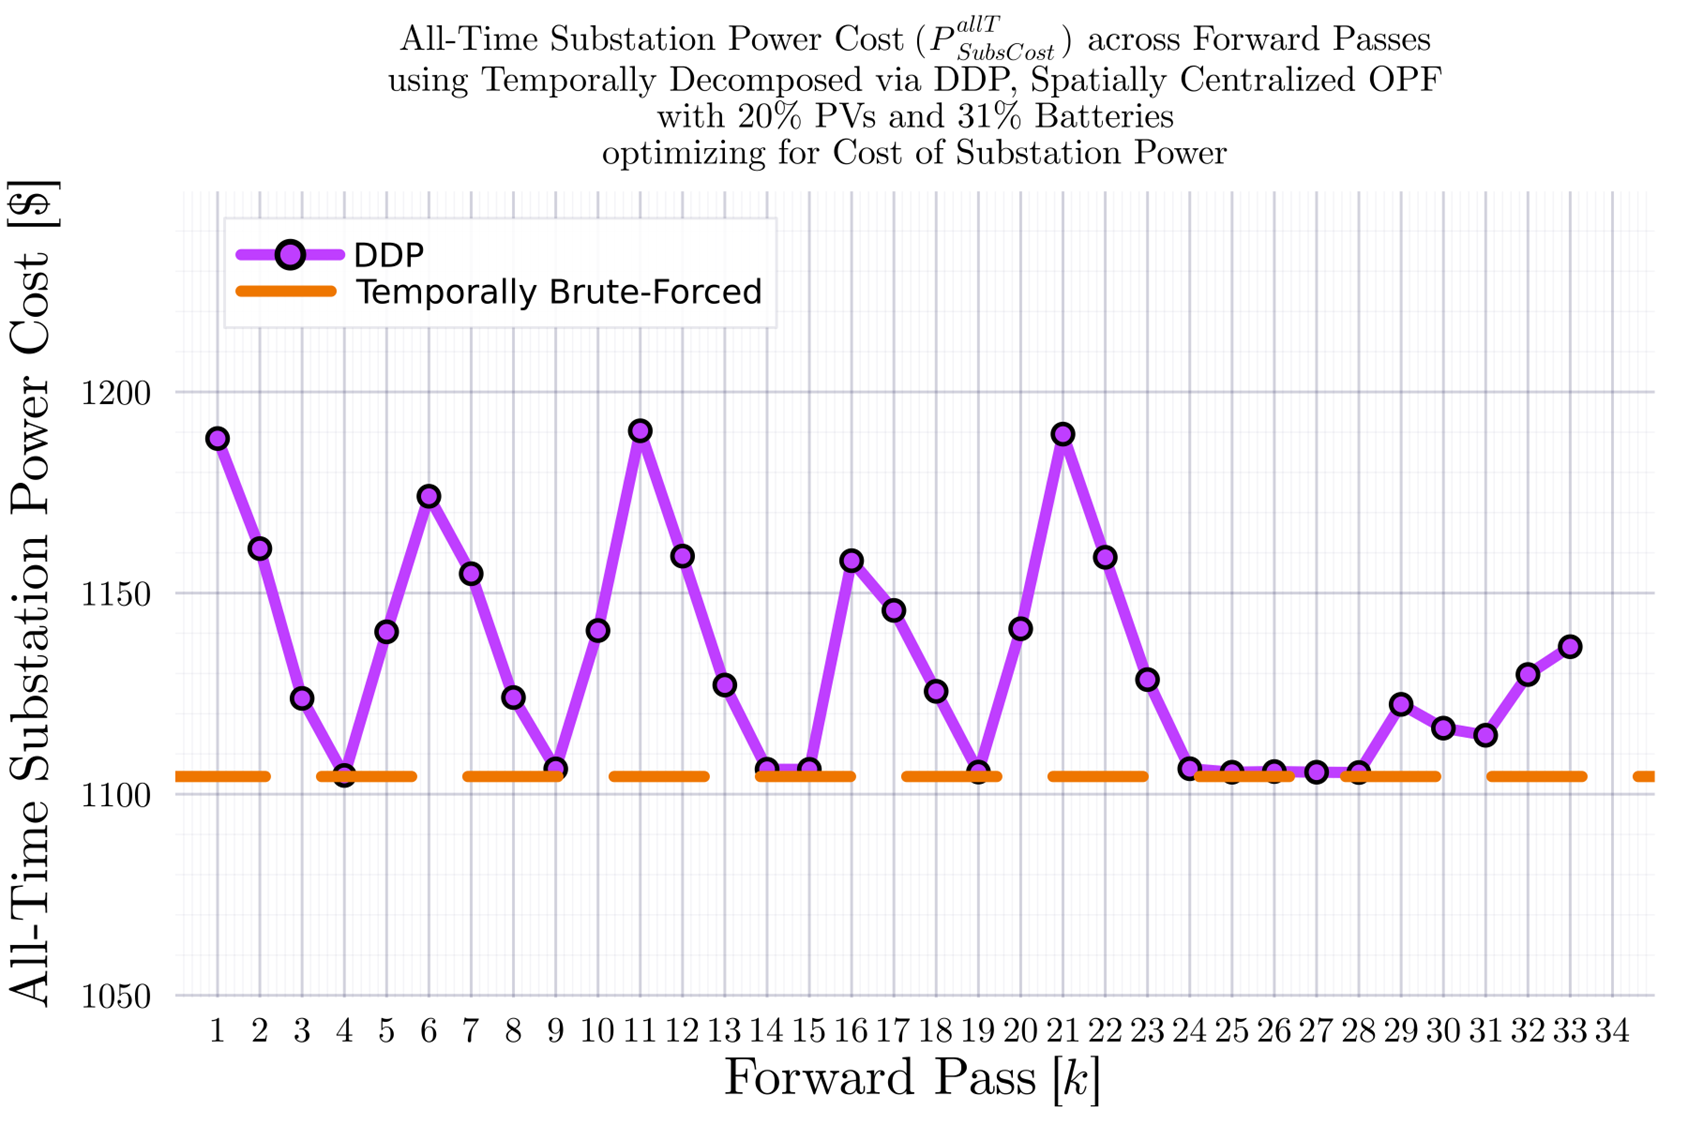 All-Time Substation Power Cost (P^{allT}_{SubsCost}) across Forward Passes
using Temporally Decomposed via DDP, Spatially Centralized OPF
with 20% PVs and 31% Batteries
optimizing for Cost of Substation Power
All-Time Substation Power Cost [$]
DDP
Temporally Brute-Forced
1200
1150
1100
1050
1 2 3 4 5 6 7 8 9 10 11 12 13 14 15 16 17 18 19 20 21 22 23 24 25 26 27 28 29 30 31 32 33 34
Forward Pass [k]